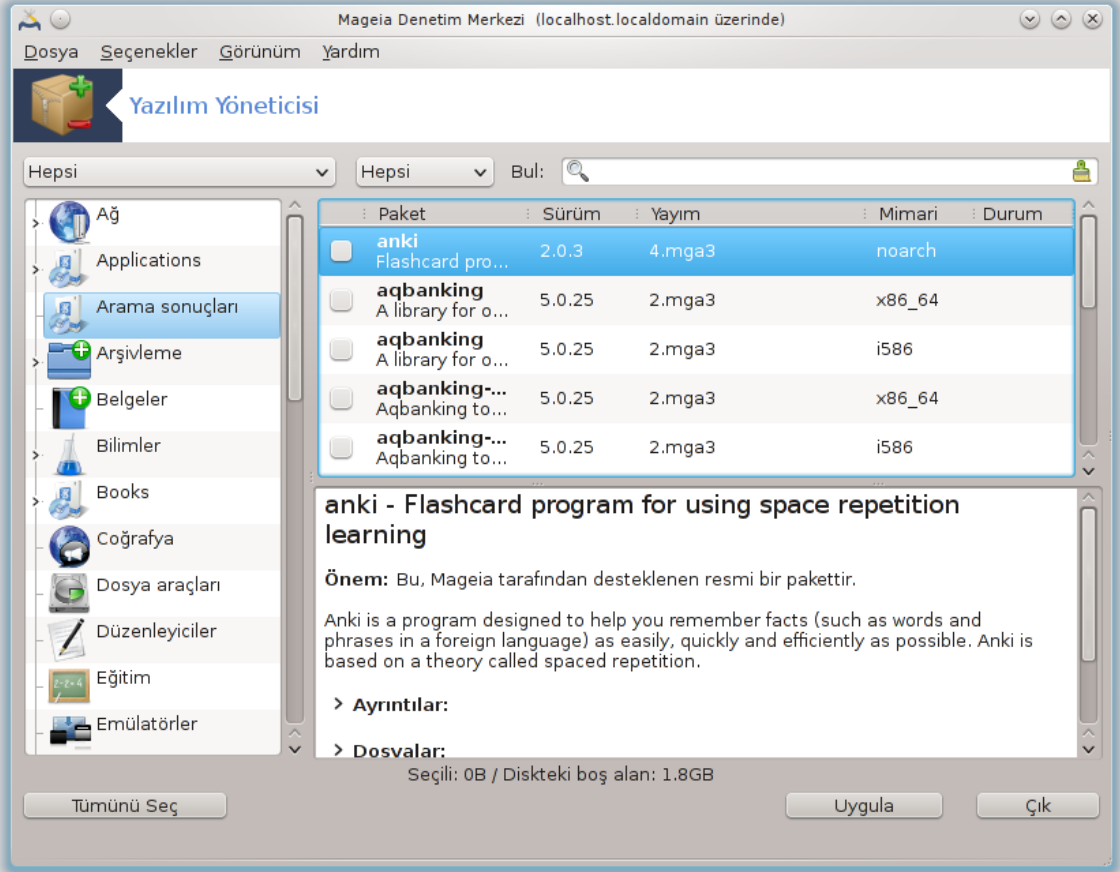 Mageia Denetim Merkezi (localhost.localdomain üzerinde)
Dosya Seçenekler Görünüm Yardım
Yazılım Yöneticisi
Hepsi Hepsi Bul:
Ağ
Applications
Arama sonuçları
Arşivleme
Belgeler
Bilimler
Books
Coğrafya
Dosya araçları
Düzenleyiciler
Eğitim
Emülatörler
Paket Sürüm Yayım Mimari Durum
anki
Flashcard pro... 2.0.3 4.mga3 noarch
aqbanking
A library for o... 5.0.25 2.mga3 x86_64
aqbanking
A library for o... 5.0.25 2.mga3 i586
aqbanking-...
Aqbanking to... 5.0.25 2.mga3 x86_64
aqbanking-...
Aqbanking to... 5.0.25 2.mga3 i586
anki - Flashcard program for using space repetition
learning
Önem: Bu, Mageia tarafından desteklenen resmi bir pakettir.
Anki is a program designed to help you remember facts (such as words and
phrases in a foreign language) as easily, quickly and efficiently as possible. Anki is
based on a theory called spaced repetition.
Ayrıntılar:
Dosyalar:
Seçili: 0B / Diskteki boş alan: 1.8GB
Tümünü Seç Uygula Çık